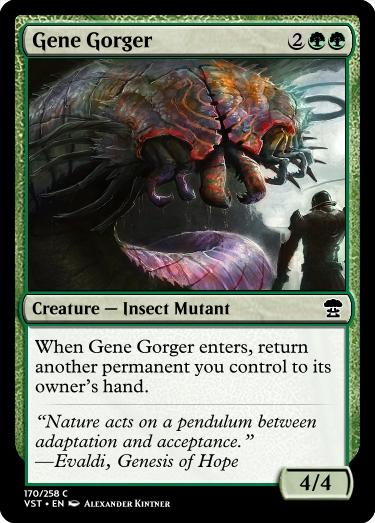 Gene Gorger 2
Creature — Insect Mutant
When Gene Gorger enters, return
another permanent you control to its
owner's hand.
“Nature acts on a pendulum between
adaptation and acceptance.”
—Evaldi, Genesis of Hope
4/4
170/258 C
VST • EN Alexander Kintner